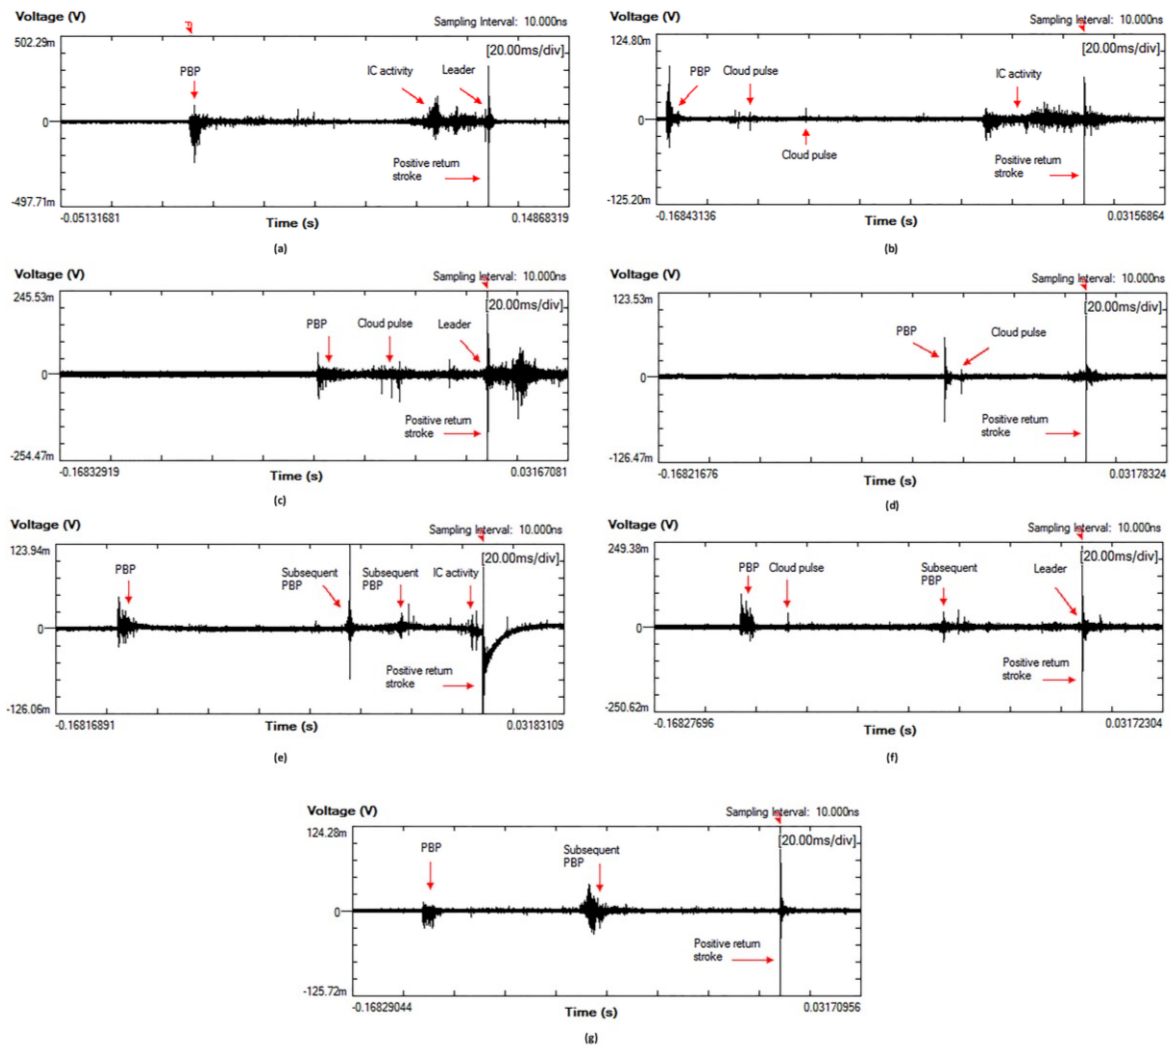 Voltage (V)
Sampling Interval: 10.000ns
502.29m
[20.00ms/div]
PBP
IC activity
Leader
0
Positive return
stroke
-497.71m
-0.05131681
0.14868319
Time (s)
(a)
Voltage (V)
Sampling Interval: 10.000ns
124.80m
[20.00ms/div]
PBP
Cloud pulse
IC activity
0
Cloud pulse
Positive return
stroke
-125.20m
-0.16843136
0.03156864
Time (s)
(b)
Voltage (V)
Sampling Interval: 10.000ns
245.53m
[20.00ms/div]
PBP
Cloud pulse
Leader
0
Positive return
stroke
-254.47m
-0.16832919
0.03167081
Time (s)
(c)
Voltage (V)
Sampling Interval: 10.000ns
123.53m
[20.00ms/div]
PBP
Cloud pulse
0
Positive return
stroke
-126.47m
-0.16821676
0.03178324
Time (s)
(d)
Voltage (V)
Sampling Interval: 10.000ns
123.94m
[20.00ms/div]
PBP
Subsequent
PBP
Subsequent
PBP
IC activity
0
Positive return
stroke
-126.06m
-0.16816891
0.03183109
Time (s)
(e)
Voltage (V)
Sampling Interval: 10.000ns
249.38m
[20.00ms/div]
PBP
Cloud pulse
Subsequent
PBP
Leader
0
Positive return
stroke
-250.62m
-0.16827696
0.03172304
Time (s)
(f)
Voltage (V)
Sampling Interval: 10.000ns
124.28m
[20.00ms/div]
PBP
Subsequent
PBP
0
Positive return
stroke
-125.72m
-0.16829044
0.03170956
Time (s)
(g)